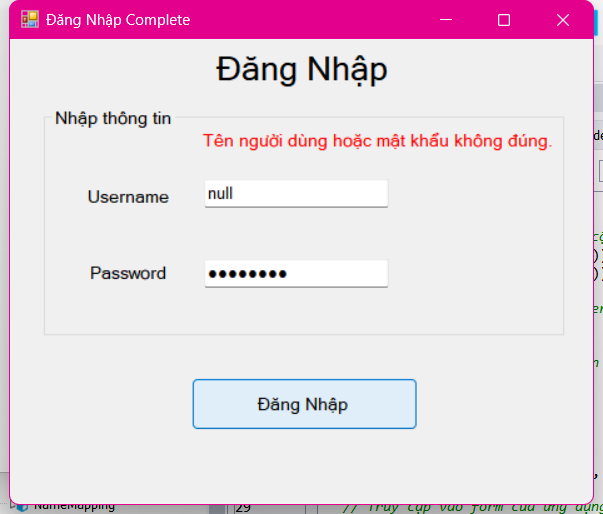 Đăng Nhập Complete
Đăng Nhập
Nhập thông tin
Tên người dùng hoặc mật khẩu không đúng.
Username
null
Password
••••••••
Đăng Nhập
NameMapping
29
// Truy cập vào form của ứng dụng